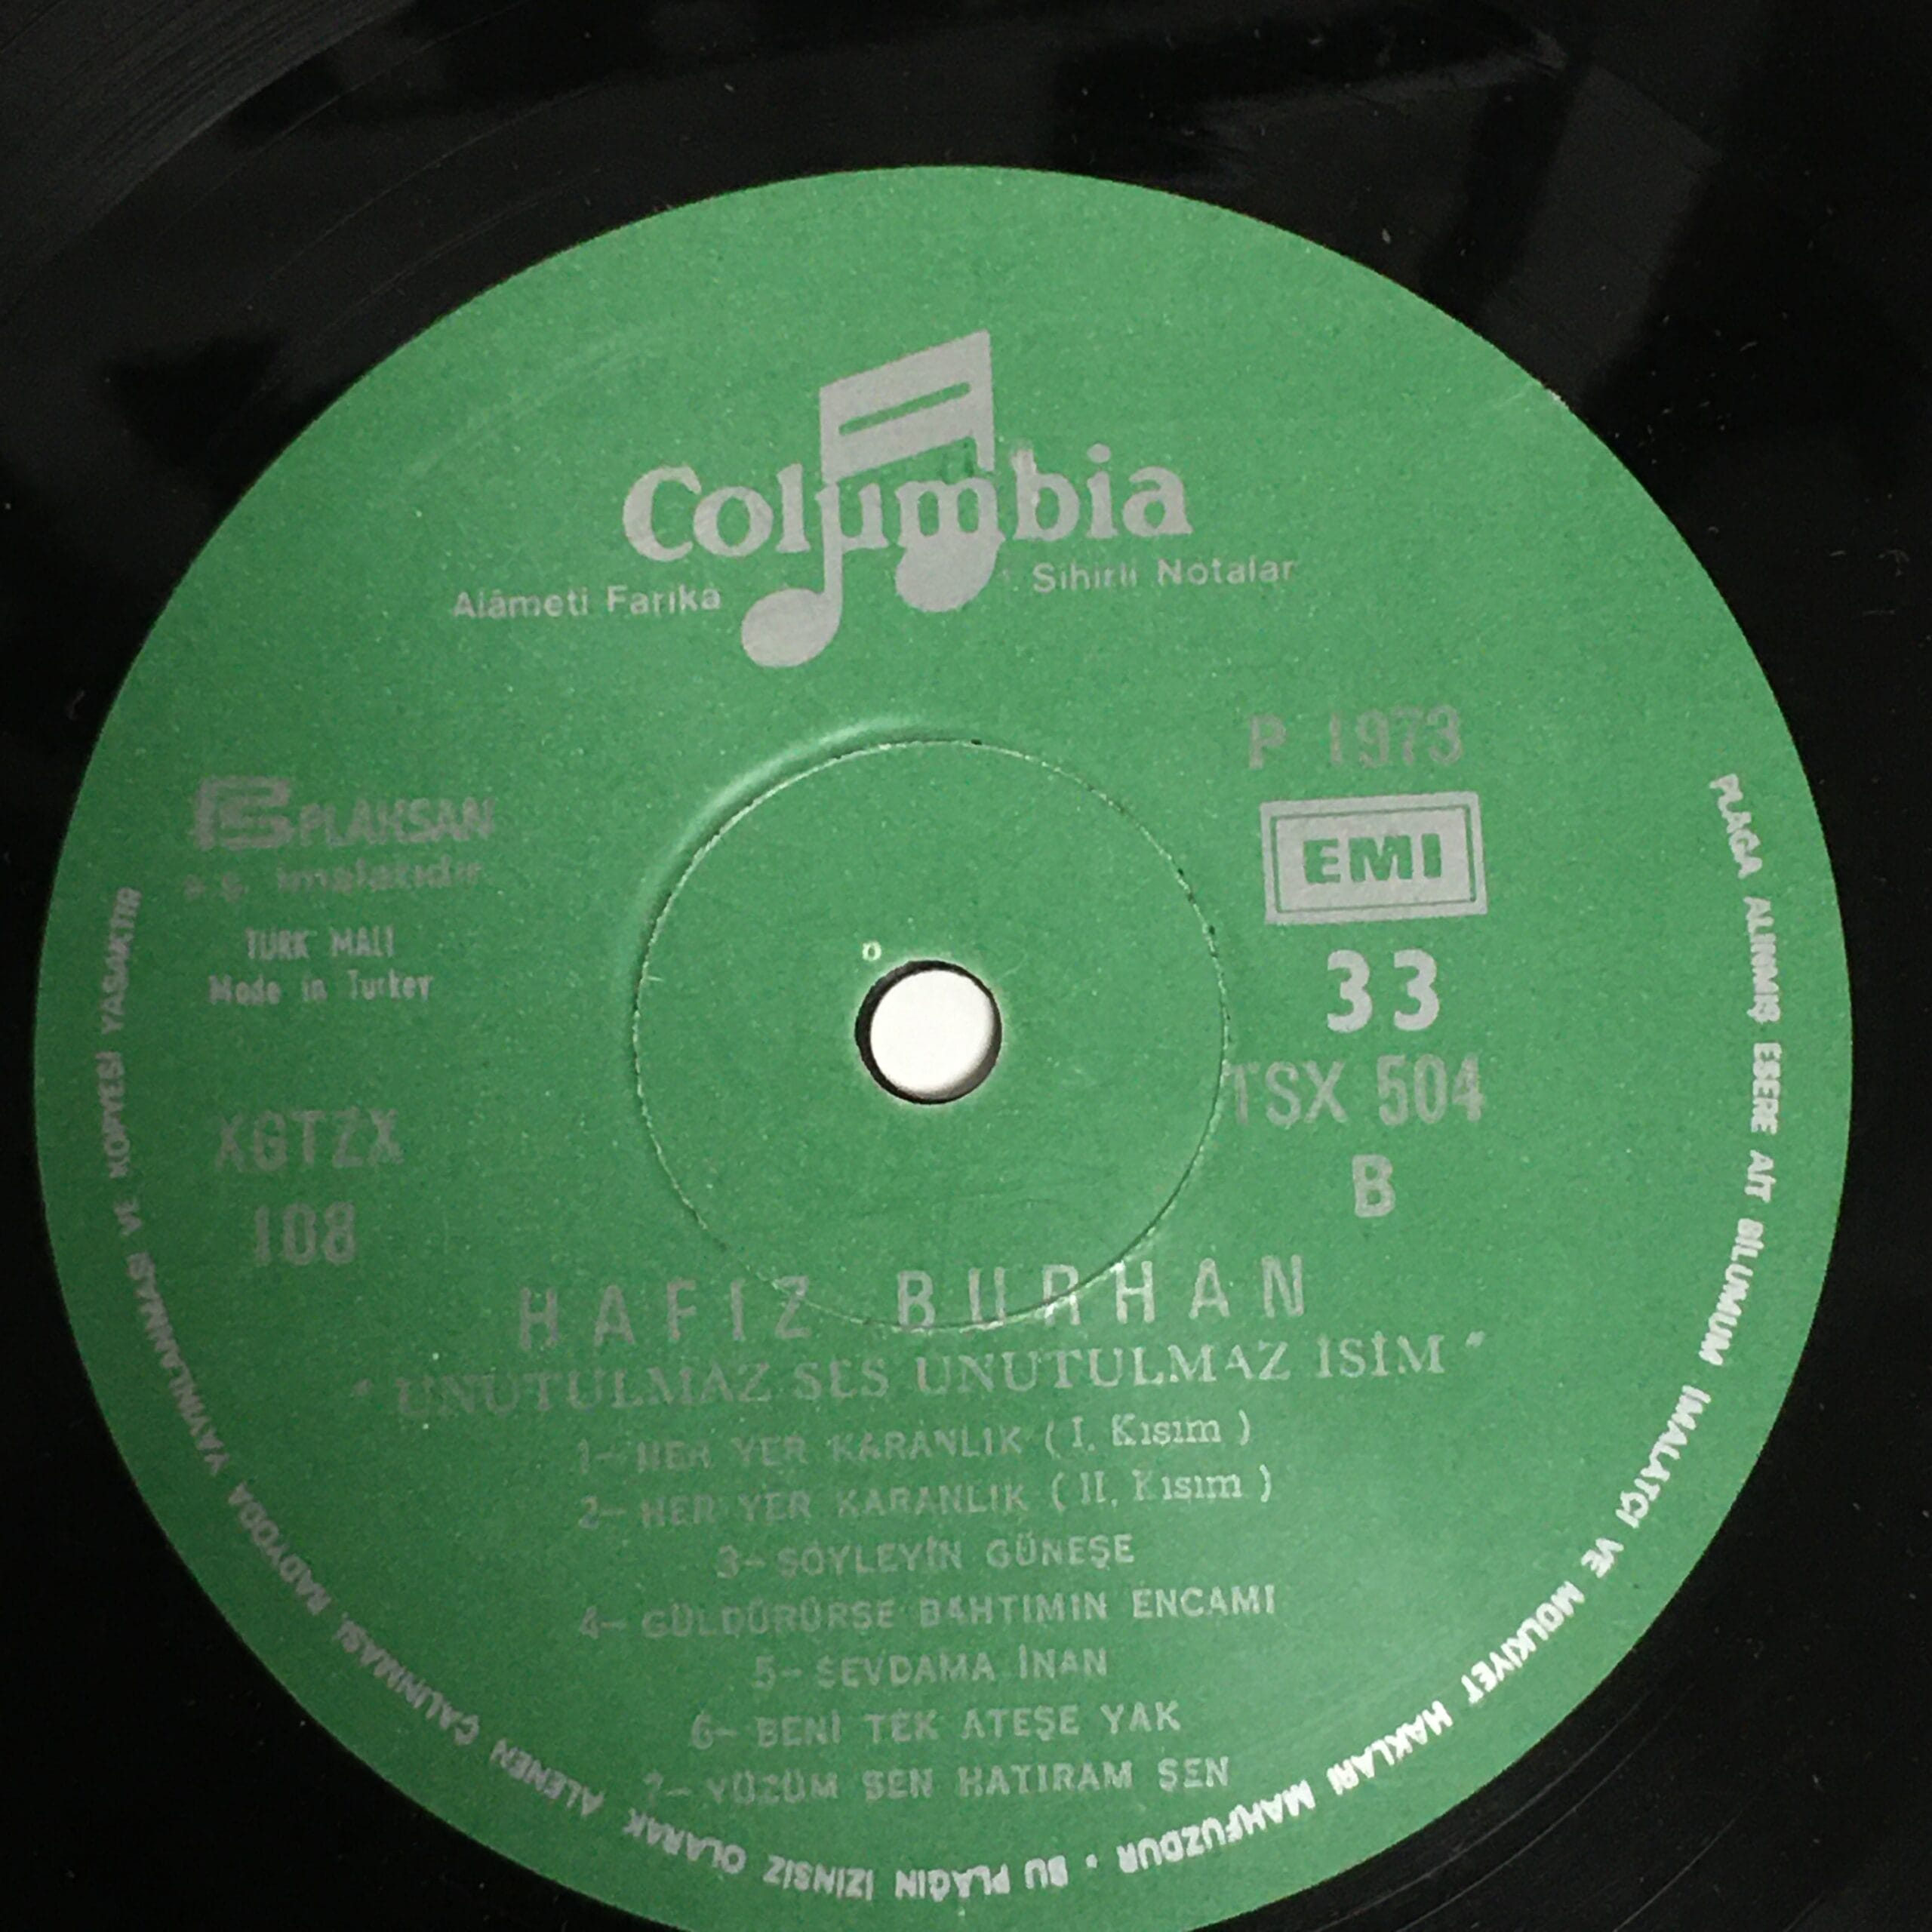 Columbia
Alâmeti Farika
Sihirli Notalar
P 1973
PLAKSAN
a. ş. imalatıdır
EMI
TÜRK MALI
Made in Turkey
33
TSX 504
B
XGTZX
108
HAFIZ BURHAN
" UNUTULMAZ SES UNUTULMAZ İSİM "
1- HER YER KARANLIK ( I. Kısım )
2- HER YER KARANLIK ( II. Kısım )
3- SÖYLEYİN GÜNEŞE
4- GÜLDÜRÜRSE BAHTIMIN ENCAMI
5- SEVDAMA İNAN
6- BENİ TEK ATEŞE YAK
7- YÜZÜM ŞEN HATIRAM ŞEN
PLAĞA ALINMIŞ ESERE AİT BİLUMUM İMALATÇI VE MÜLKİYET HAKLARI MAHFUZDUR • BU PLAĞIN İZİNSİZ OLARAK ALENEN ÇALINMASI, RADYODA YAYINLANMASI VE KOPYESİ YASAKTIR